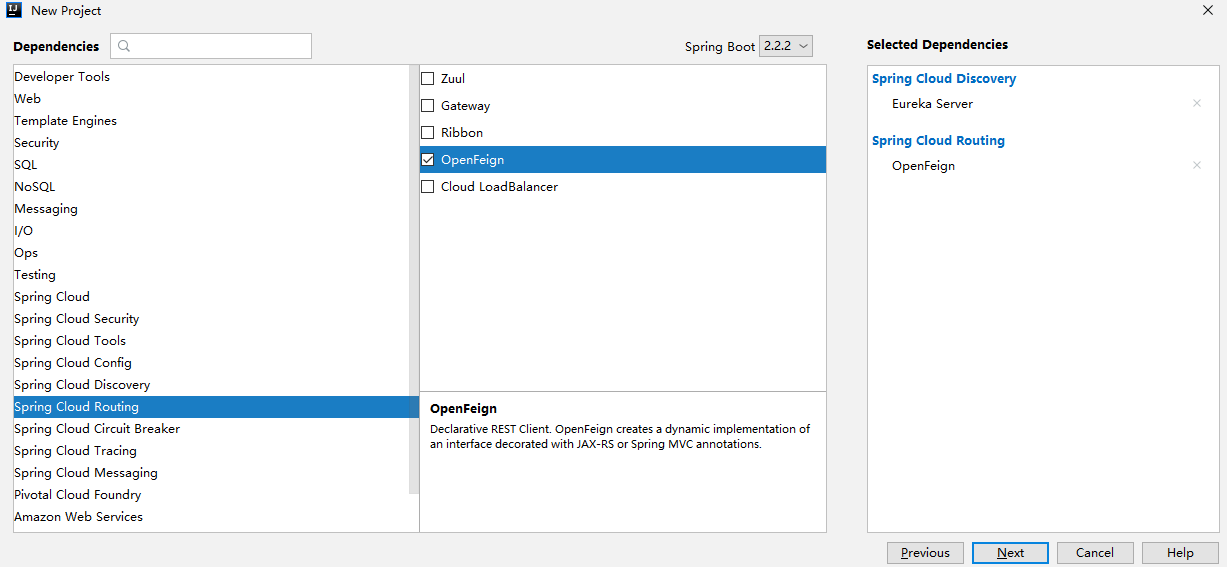 New Project
Dependencies
Spring Boot 2.2.2
Selected Dependencies
Developer Tools
Web
Template Engines
Security
SQL
NoSQL
Messaging
I/O
Ops
Testing
Spring Cloud
Spring Cloud Security
Spring Cloud Tools
Spring Cloud Config
Spring Cloud Discovery
Spring Cloud Routing
Spring Cloud Circuit Breaker
Spring Cloud Tracing
Spring Cloud Messaging
Pivotal Cloud Foundry
Amazon Web Services
Zuul
Gateway
Ribbon
OpenFeign
Cloud LoadBalancer
OpenFeign
Declarative REST Client. OpenFeign creates a dynamic implementation of
an interface decorated with JAX-RS or Spring MVC annotations.
Spring Cloud Discovery
Eureka Server
Spring Cloud Routing
OpenFeign
Previous
Next
Cancel
Help